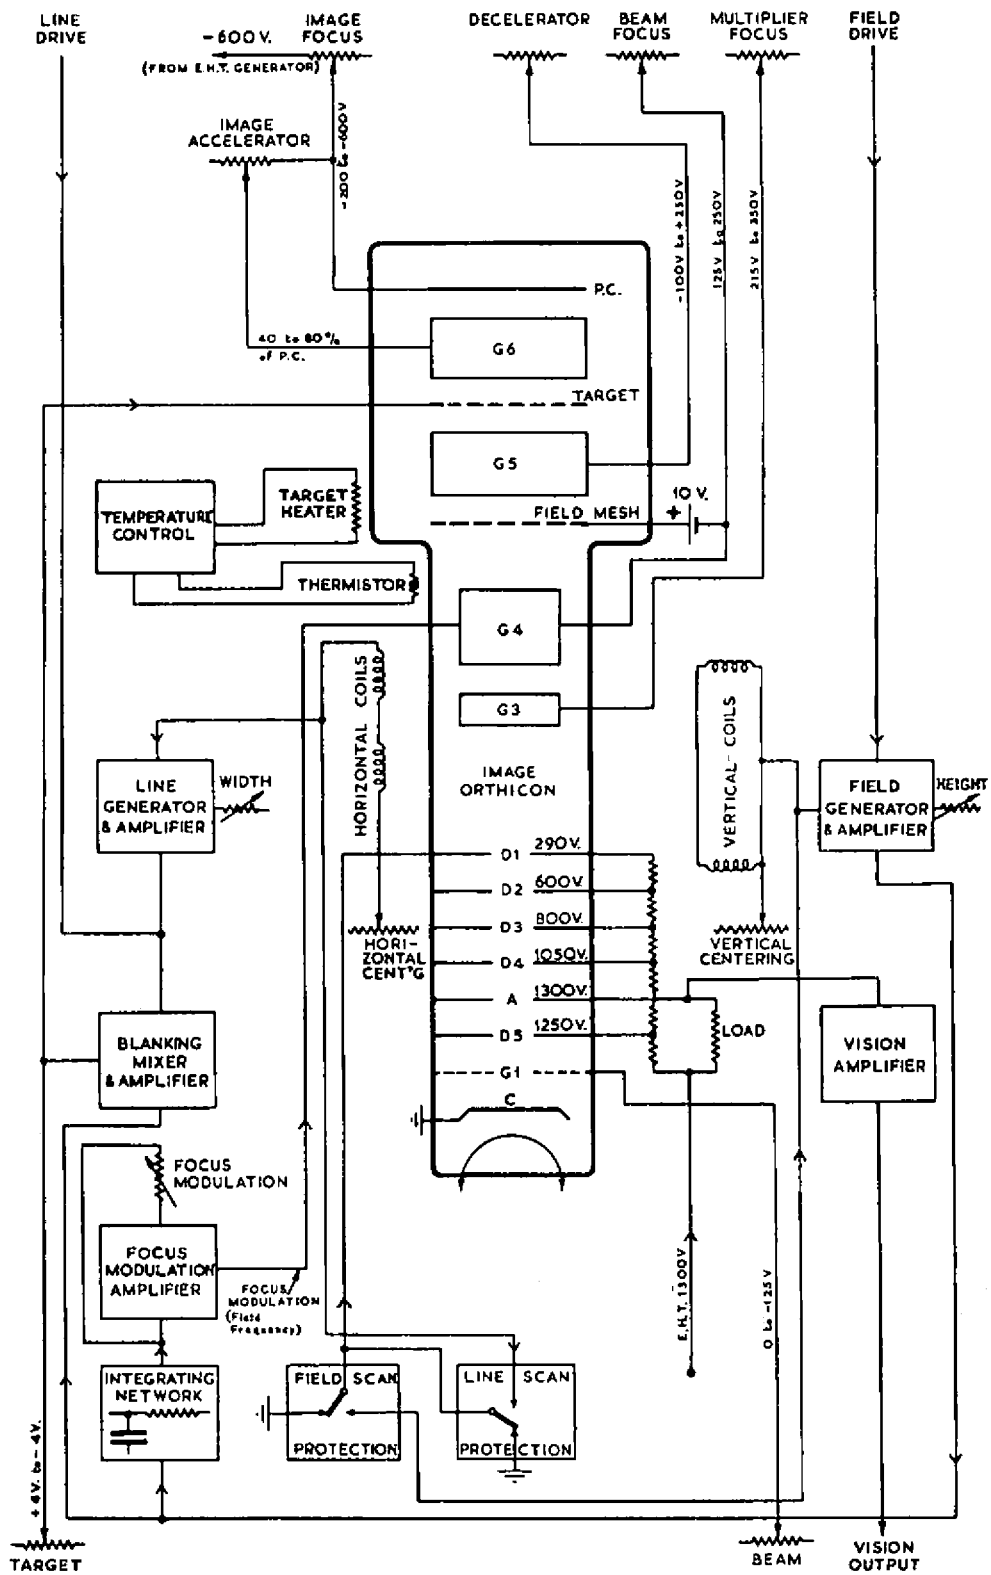 LINE
DRIVE
IMAGE
FOCUS
DECELERATOR
BEAM
FOCUS
MULTIPLIER
FOCUS
FIELD
DRIVE
-600V.
(FROM E.H.T. GENERATOR)
IMAGE
ACCELERATOR
-200 to -600V
-100V to +250V
125V to 250V
215V to 350V
P.C.
40 to 80%
of P.C.
G6
TARGET
G5
10 V.
+
FIELD MESH
TEMPERATURE
CONTROL
TARGET
HEATER
THERMISTOR
G4
G3
HORIZONTAL COILS
VERTICAL-COILS
IMAGE
ORTHICON
LINE
GENERATOR
& AMPLIFIER
WIDTH
FIELD
GENERATOR
& AMPLIFIER
HEIGHT
D1 290V.
D2 600V.
D3 800V.
D4 1050V.
A 1300V.
D5 1250V.
G1
C
HORI-
ZONTAL
CENT'G
VERTICAL
CENTERING
LOAD
VISION
AMPLIFIER
BLANKING
MIXER
& AMPLIFIER
FOCUS
MODULATION
FOCUS
MODULATION
AMPLIFIER
FOCUS
MODULATION
(Field
Frequency)
E.H.T. 1300V
0 to -125V
INTEGRATING
NETWORK
FIELD SCAN
PROTECTION
LINE SCAN
PROTECTION
+4V. to -4V.
TARGET
BEAM
VISION
OUTPUT